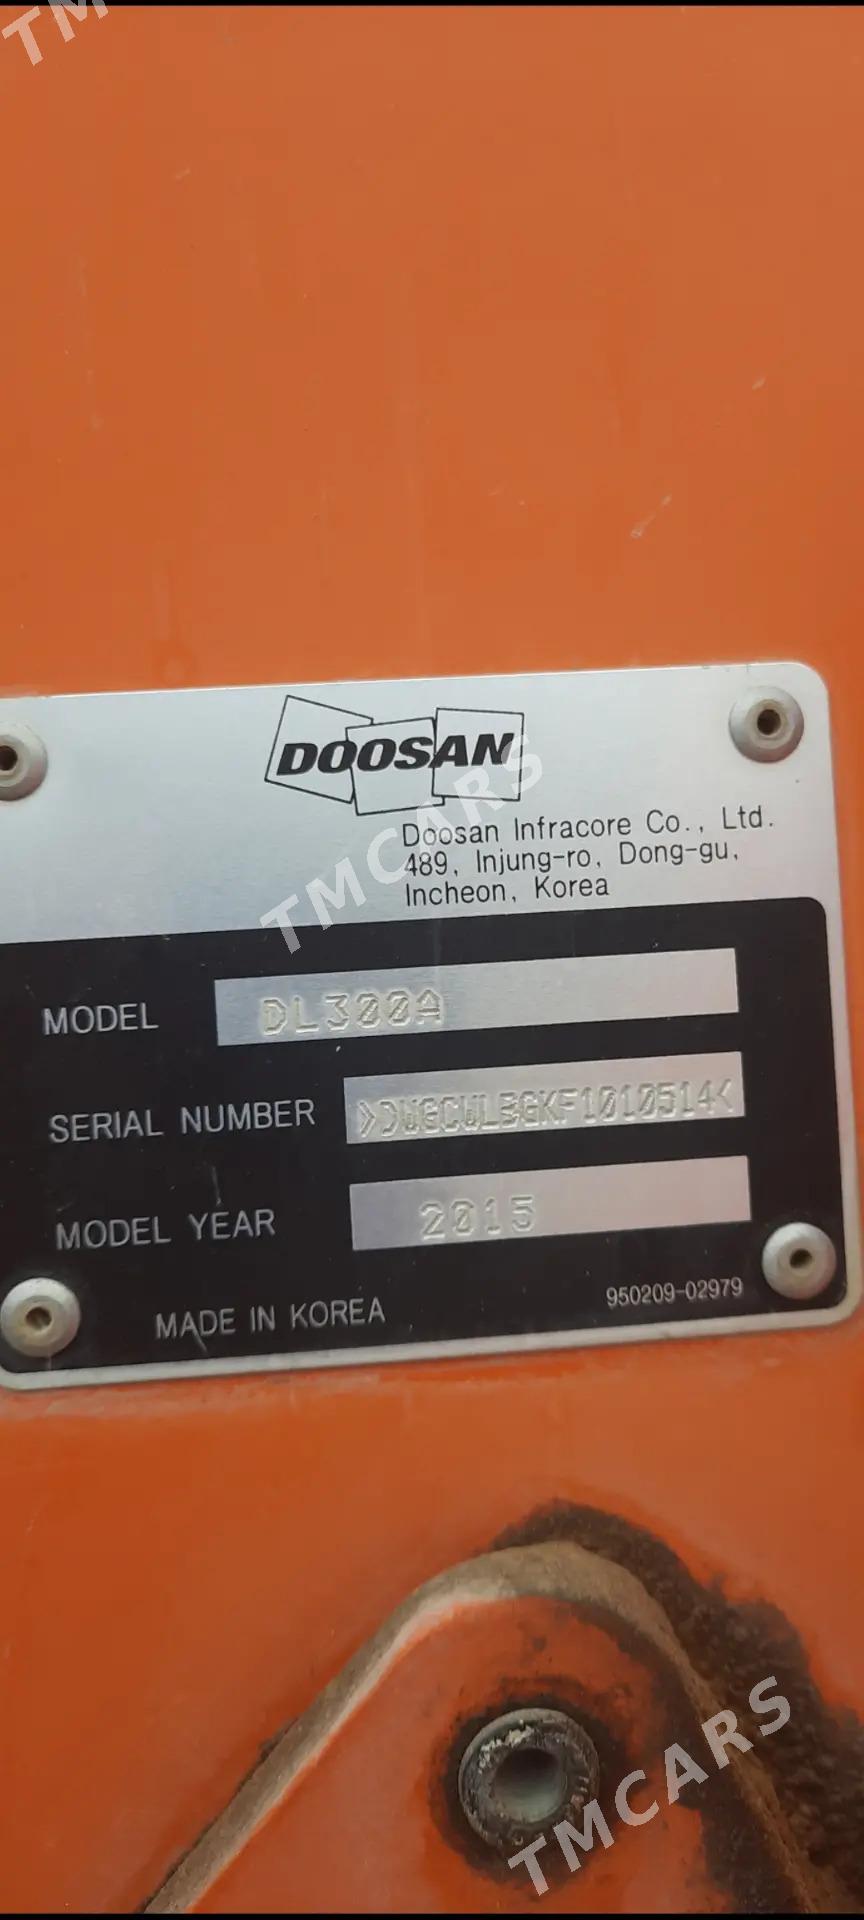 TM
DOOSAN
Doosan Infracore Co., Ltd.
489, Injung-ro, Dong-gu,
Incheon, Korea
TMCARS
MODEL DL300A
SERIAL NUMBER >DWGCWLBGKF1010514<
MODEL YEAR 2015
MADE IN KOREA 950209-02979
TMCARS